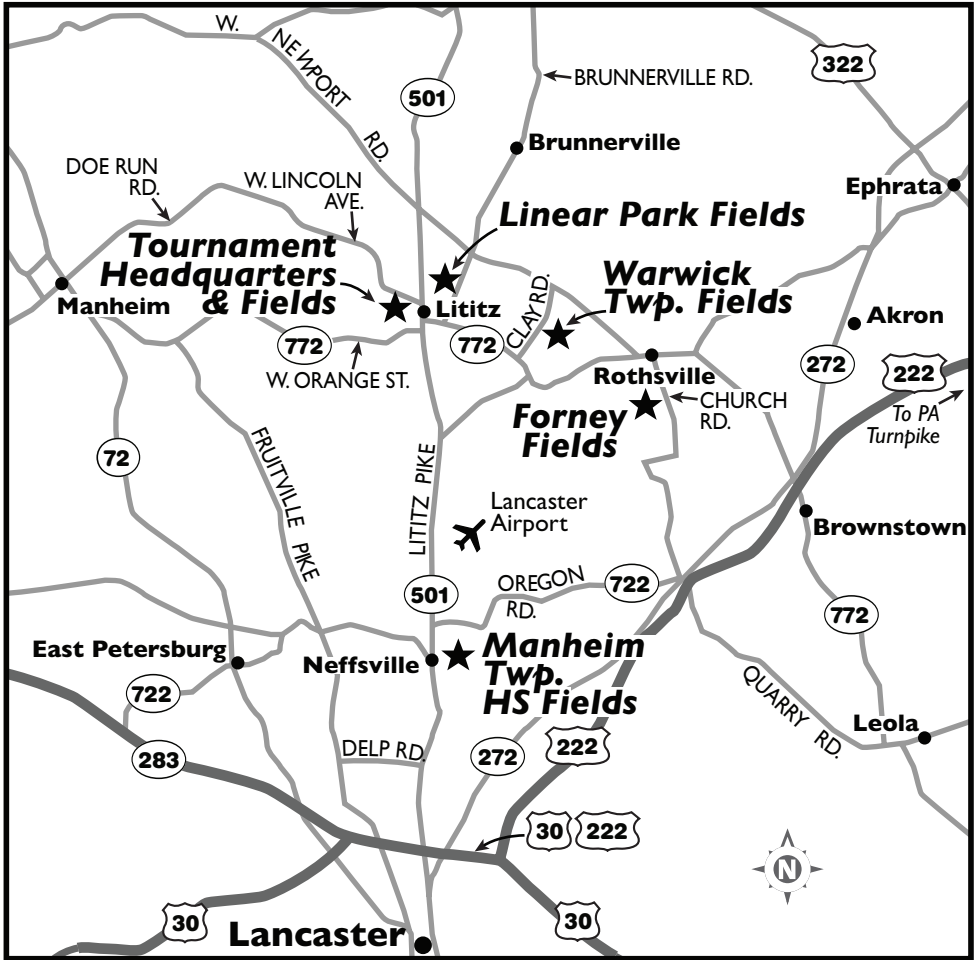 W.
NEWPORT
RD.
501
BRUNNERVILLE RD.
322
Brunnerville
DOE RUN
RD.
W. LINCOLN
AVE.
Ephrata
Linear Park Fields
Tournament
Headquarters
& Fields
Warwick
Twp. Fields
Manheim
Lititz
CLAY RD.
Akron
772
772
W. ORANGE ST.
Rothsville
272
222
To PA
Turnpike
CHURCH
RD.
Forney
Fields
72
FRUITVILLE PIKE
LITITZ PIKE
Lancaster
Airport
Brownstown
501
OREGON
RD.
722
772
East Petersburg
Neffsville
Manheim
Twp.
HS Fields
722
QUARRY RD.
Leola
283
DELP RD.
272
222
30
222
N
30
30
Lancaster